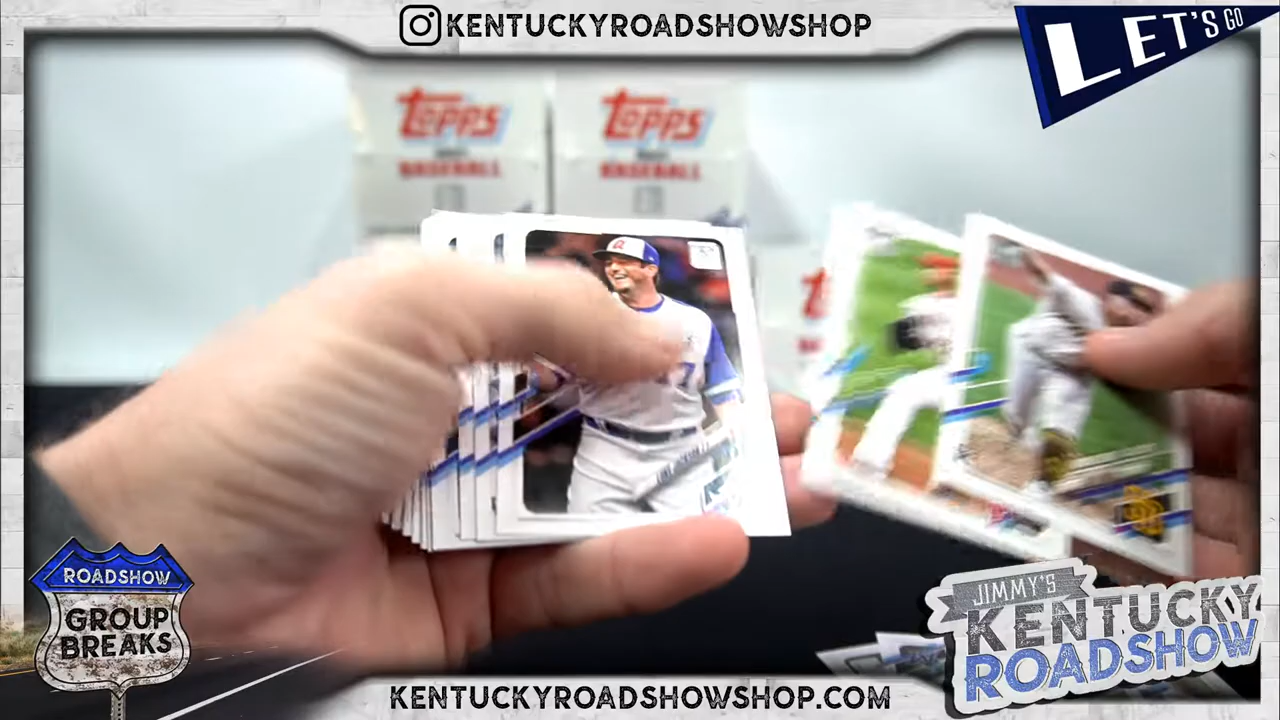 KENTUCKYROADSHOWSHOP
LET'S GO
TOPPS
BASEBALL
TOPPS
BASEBALL
ROADSHOW
GROUP
BREAKS
JIMMY'S
KENTUCKY
ROADSHOW
KENTUCKYROADSHOWSHOP.COM